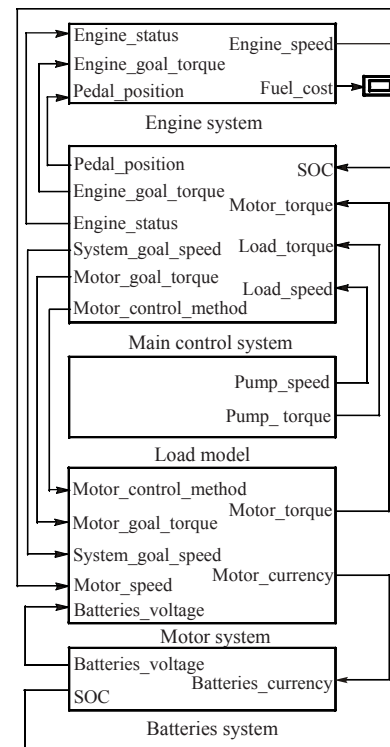 Engine_status
Engine_goal_torque
Pedal_position
Engine_speed
Fuel_cost
Engine system
Pedal_position
Engine_goal_torque
Engine_status
System_goal_speed
Motor_goal_torque
Motor_control_method
SOC
Motor_torque
Load_torque
Load_speed
Main control system
Pump_speed
Pump_ torque
Load model
Motor_control_method
Motor_goal_torque
System_goal_speed
Motor_speed
Batteries_voltage
Motor_torque
Motor_currency
Motor system
Batteries_voltage
SOC
Batteries_currency
Batteries system